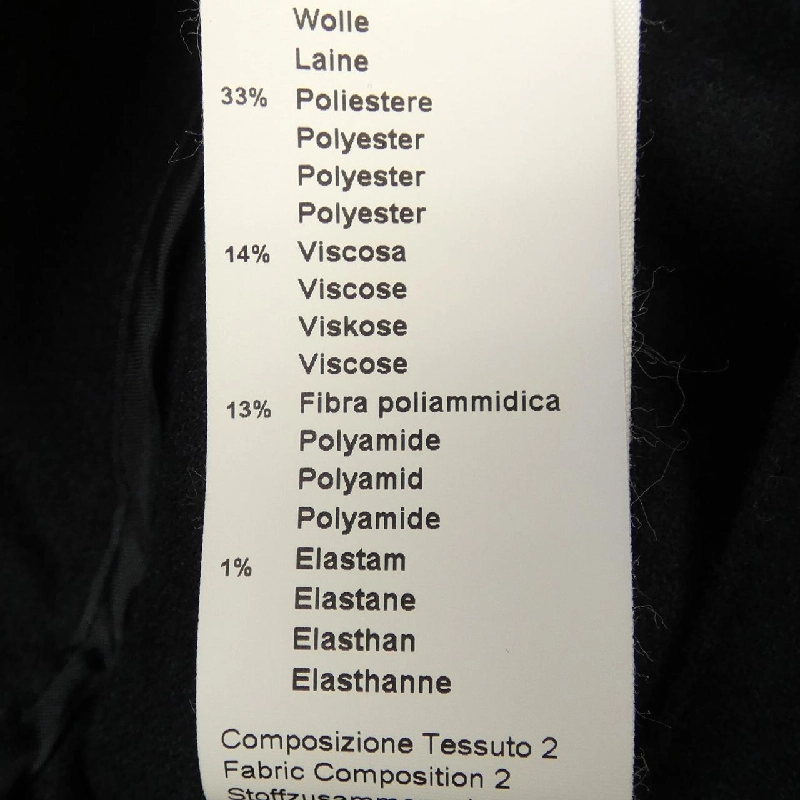 Wolle
Laine
33% Poliestere
Polyester
Polyester
Polyester
14% Viscosa
Viscose
Viskose
Viscose
13% Fibra poliammidica
Polyamide
Polyamid
Polyamide
1% Elastam
Elastane
Elasthan
Elasthanne
Composizione Tessuto 2
Fabric Composition 2